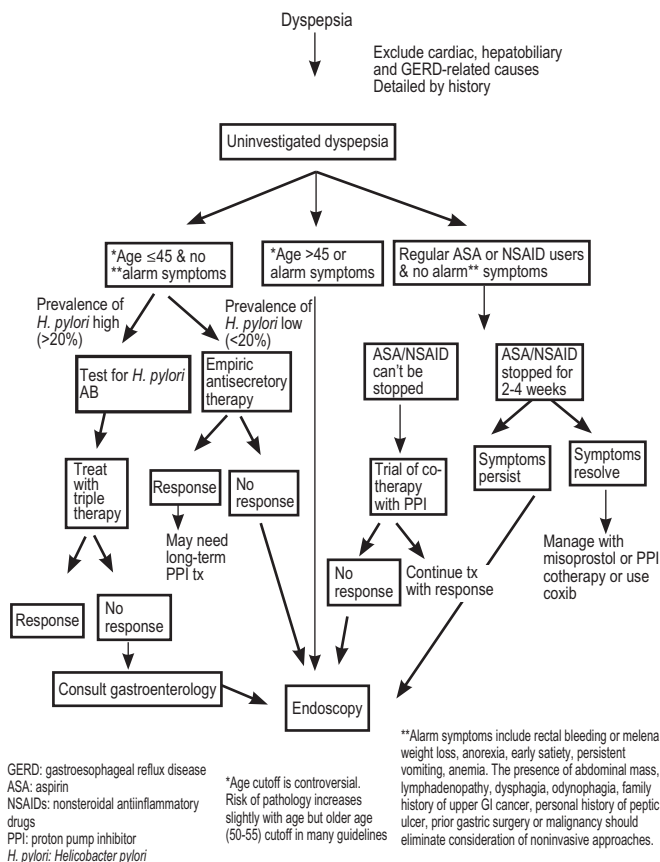 Dyspepsia
Exclude cardiac, hepatobiliary
and GERD-related causes
Detailed by history
Uninvestigated dyspepsia
*Age ≤45 & no
**alarm symptoms
*Age >45 or
alarm symptoms
Regular ASA or NSAID users
& no alarm** symptoms
Prevalence of
H. pylori high
(>20%)
Prevalence of
H. pylori low
(<20%)
Test for H. pylori
AB
Empiric
antisecretory
therapy
ASA/NSAID
can't be
stopped
ASA/NSAID
stopped for
2-4 weeks
Treat
with
triple
therapy
Response
No
response
Trial of co-
therapy
with PPI
Symptoms
persist
Symptoms
resolve
May need
long-term
PPI tx
No
response
Continue tx
with response
Manage with
misoprostol or PPI
cotherapy or use
coxib
Response
No
response
Consult gastroenterology
Endoscopy
GERD: gastroesophageal reflux disease
ASA: aspirin
NSAIDs: nonsteroidal antiinflammatory
drugs
PPI: proton pump inhibitor
H. pylori: Helicobacter pylori
*Age cutoff is controversial.
Risk of pathology increases
slightly with age but older age
(50-55) cutoff in many guidelines
**Alarm symptoms include rectal bleeding or melena
weight loss, anorexia, early satiety, persistent
vomiting, anemia. The presence of abdominal mass,
lymphadenopathy, dysphagia, odynophagia, family
history of upper GI cancer, personal history of peptic
ulcer, prior gastric surgery or malignancy should
eliminate consideration of noninvasive approaches.